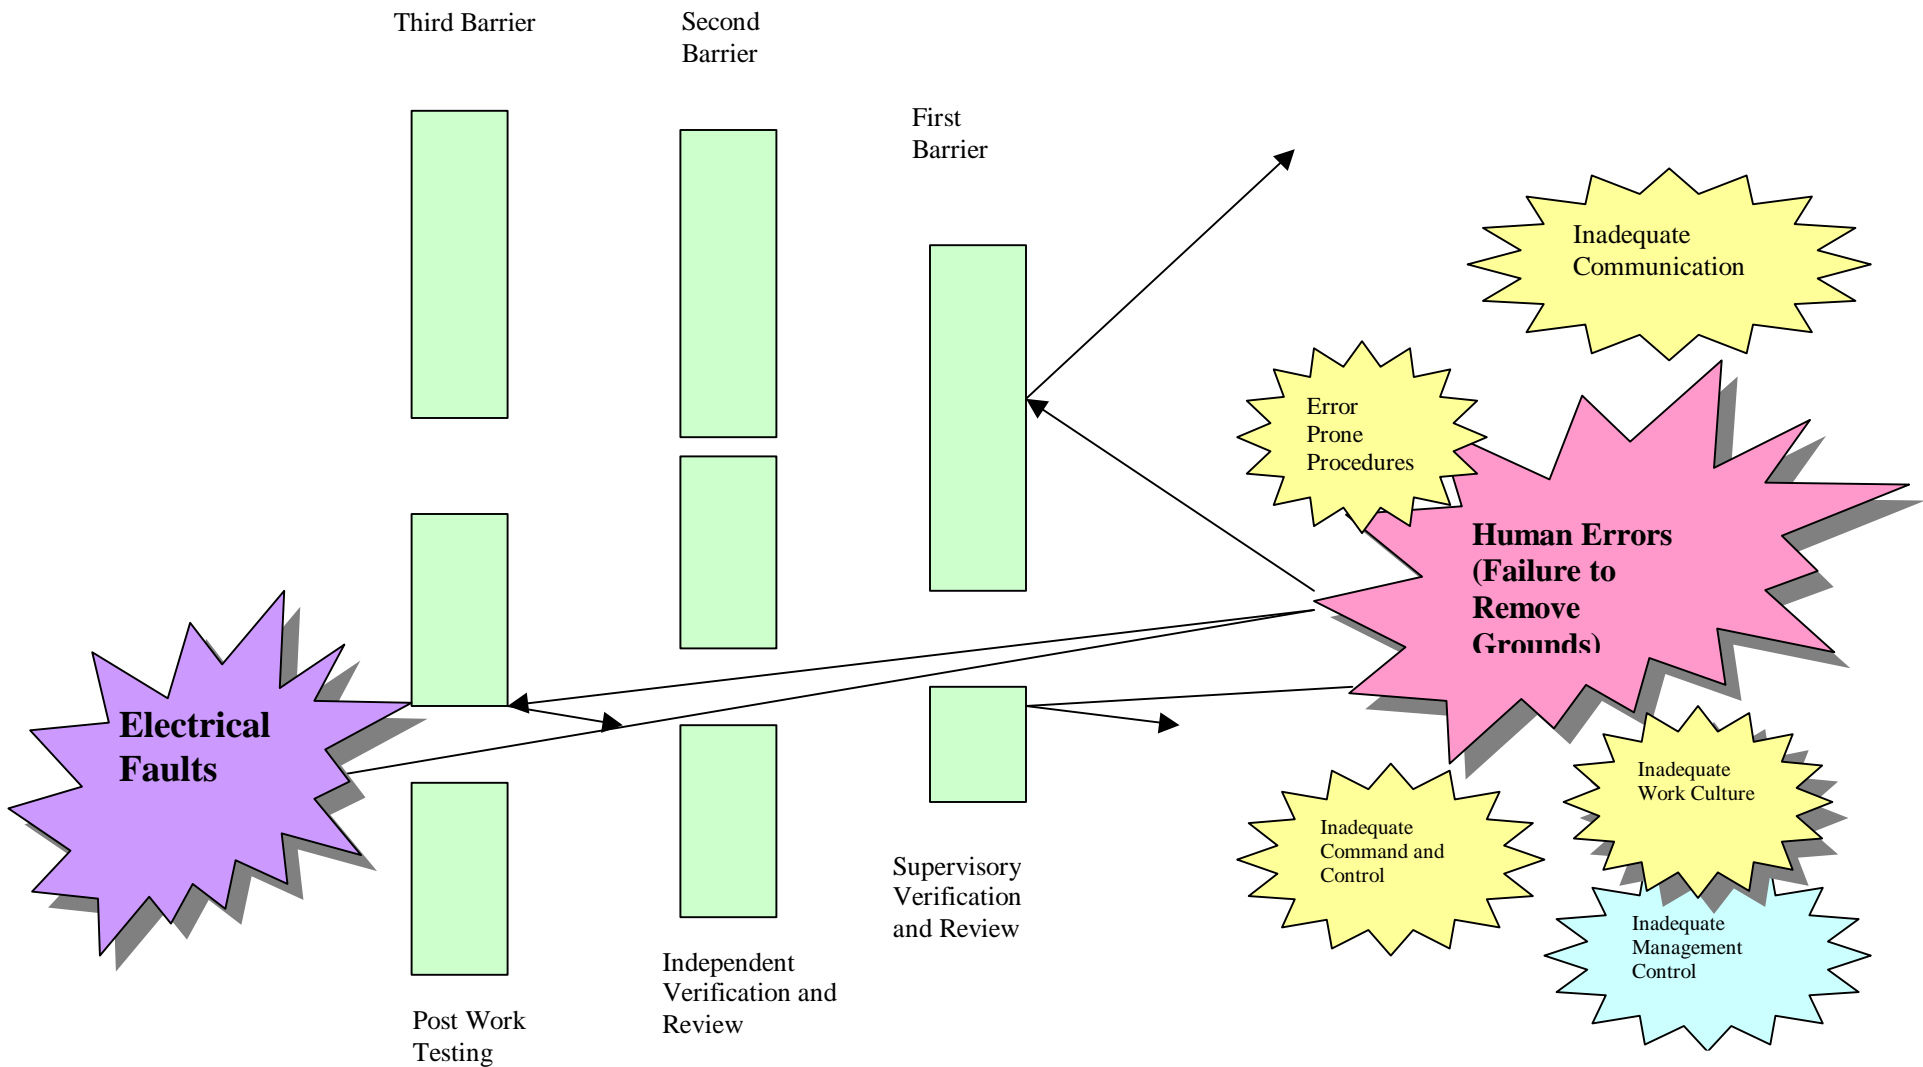 Third Barrier
Second
Barrier
First
Barrier
Inadequate
Communication
Error
Prone
Procedures
Human Errors
(Failure to
Remove
Grounds)
Electrical
Faults
Inadequate
Work Culture
Inadequate
Command and
Control
Supervisory
Verification
and Review
Inadequate
Management
Control
Independent
Verification and
Review
Post Work
Testing